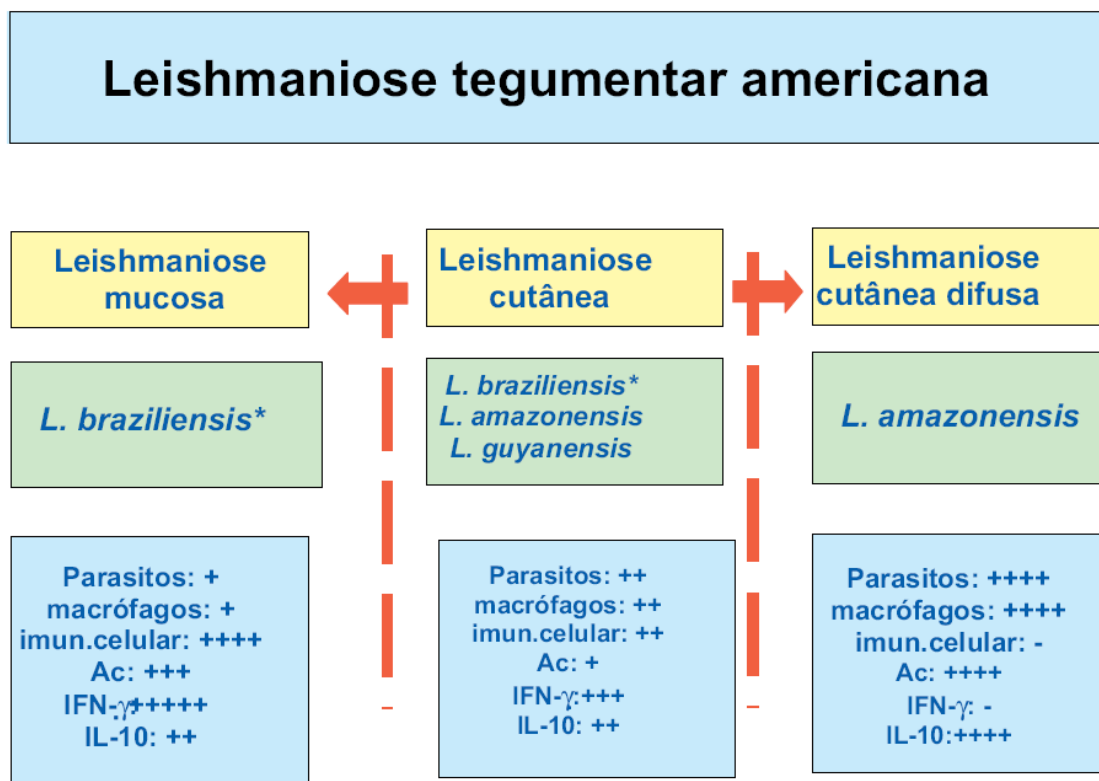 Leishmaniose tegumentar americana
Leishmaniose
mucosa
L. braziliensis*
Parasitos: +
macrófagos: +
imun.celular: ++++
Ac: +++
IFN-γ:+++++
IL-10: ++
Leishmaniose
cutânea
L. braziliensis*
L. amazonensis
L. guyanensis
Parasitos: ++
macrófagos: ++
imun.celular: ++
Ac: +
IFN-γ:+++
IL-10: ++
Leishmaniose
cutânea difusa
L. amazonensis
Parasitos: ++++
macrófagos: ++++
imun.celular: -
Ac: ++++
IFN-γ: -
IL-10:++++